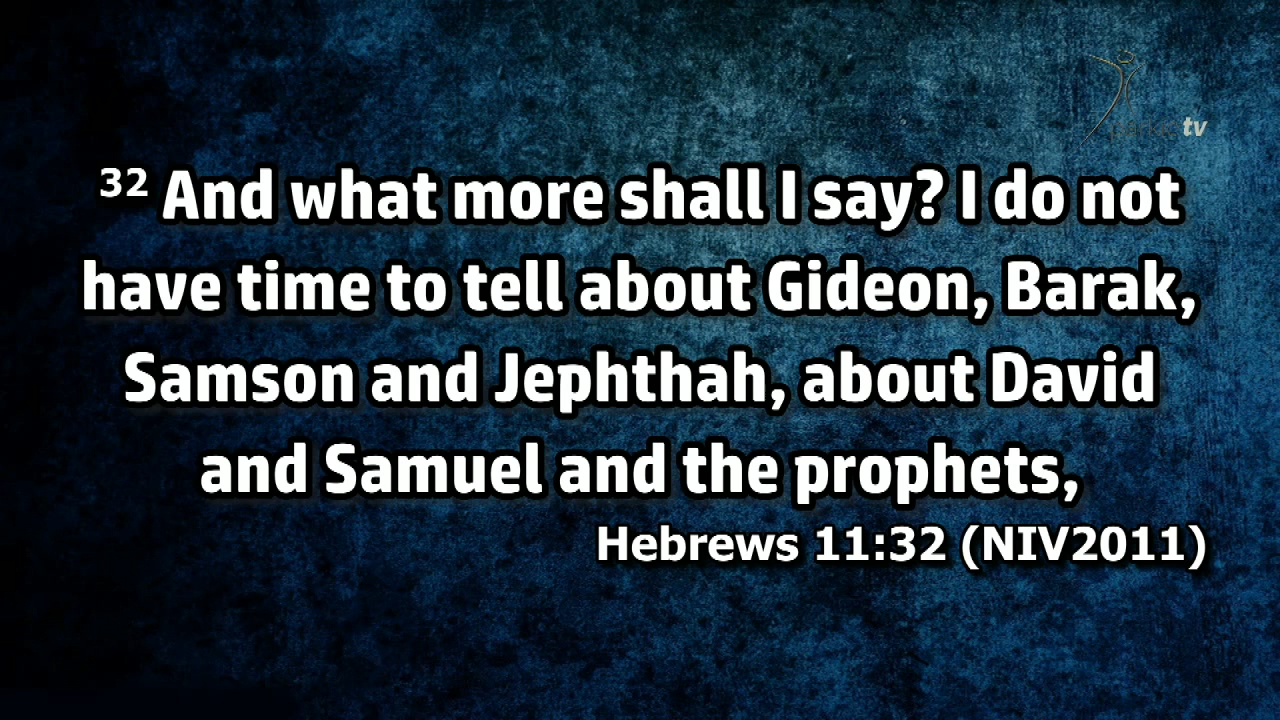 tv
32 And what more shall I say? I do not
have time to tell about Gideon, Barak,
Samson and Jephthah, about David
and Samuel and the prophets,
Hebrews 11:32 (NIV2011)